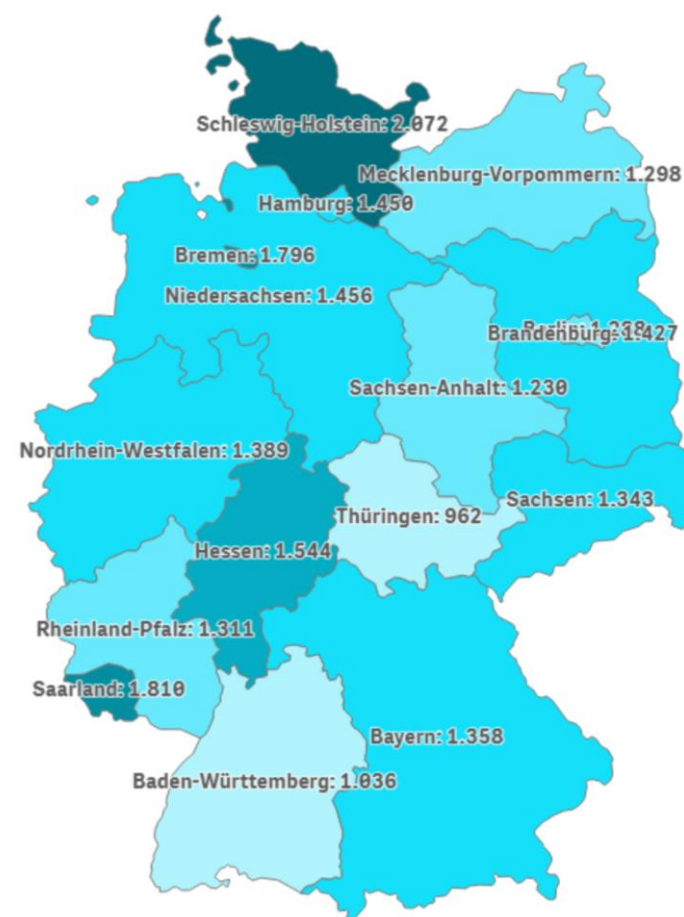 Schleswig-Holstein: 2.072
Mecklenburg-Vorpommern: 1.298
Hamburg: 1.450
Bremen: 1.796
Niedersachsen: 1.456
Brandenburg: 1.427
Sachsen-Anhalt: 1.230
Nordrhein-Westfalen: 1.389
Sachsen: 1.343
Thüringen: 962
Hessen: 1.544
Rheinland-Pfalz: 1.311
Saarland: 1.810
Bayern: 1.358
Baden-Württemberg: 1.036